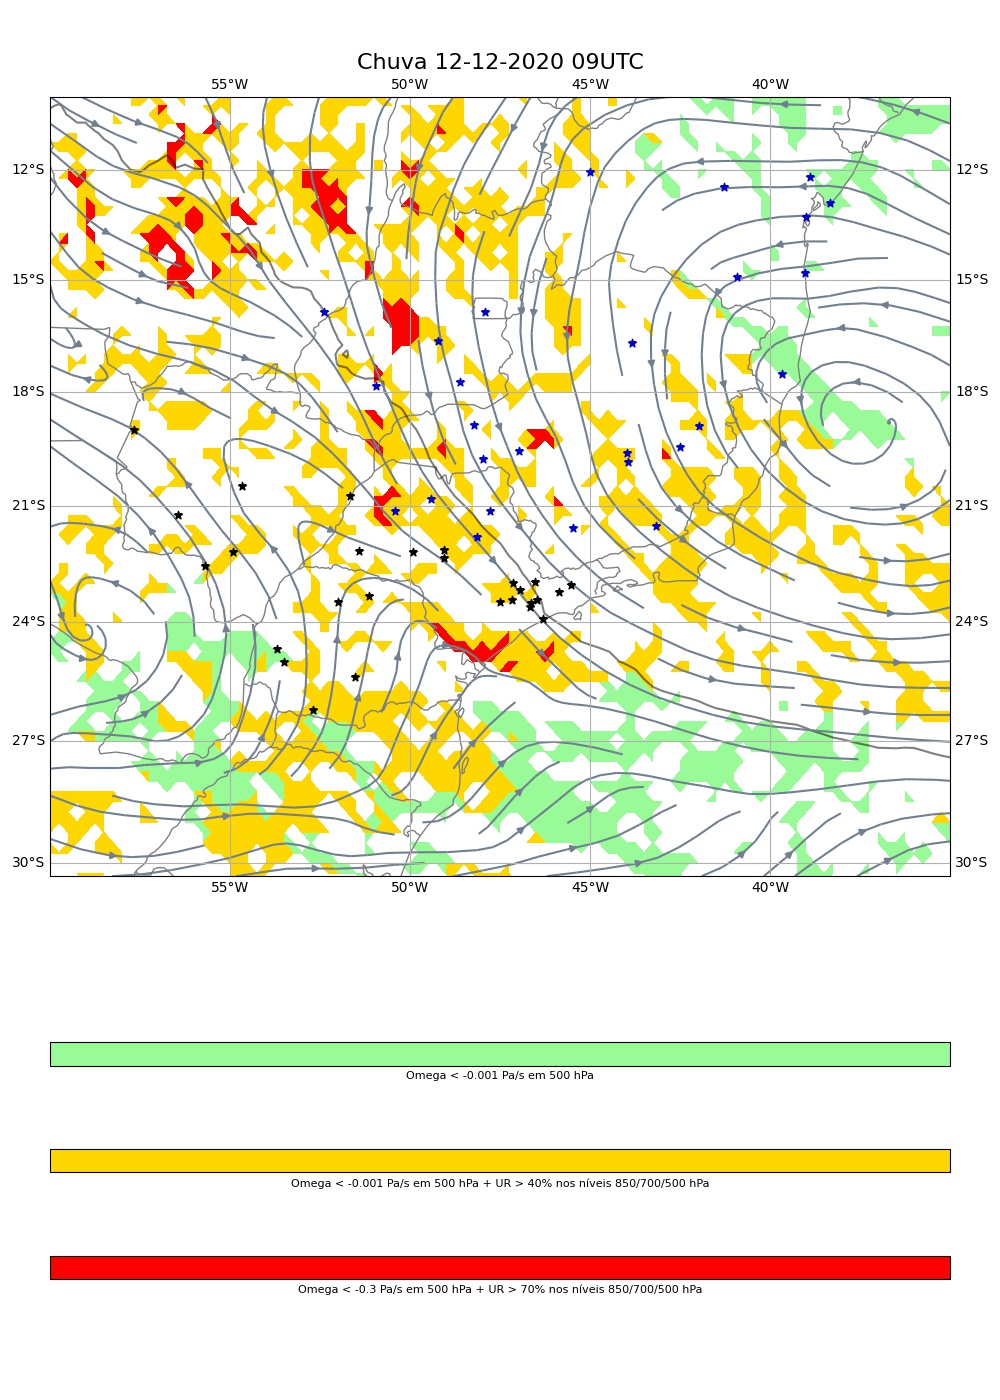 Chuva 12-12-2020 09UTC
55°W 50°W 45°W 40°W
12°S 12°S
15°S 15°S
18°S 18°S
21°S 21°S
24°S 24°S
27°S 27°S
30°S 30°S
55°W 50°W 45°W 40°W
Omega < -0.001 Pa/s em 500 hPa
Omega < -0.001 Pa/s em 500 hPa + UR > 40% nos níveis 850/700/500 hPa
Omega < -0.3 Pa/s em 500 hPa + UR > 70% nos níveis 850/700/500 hPa